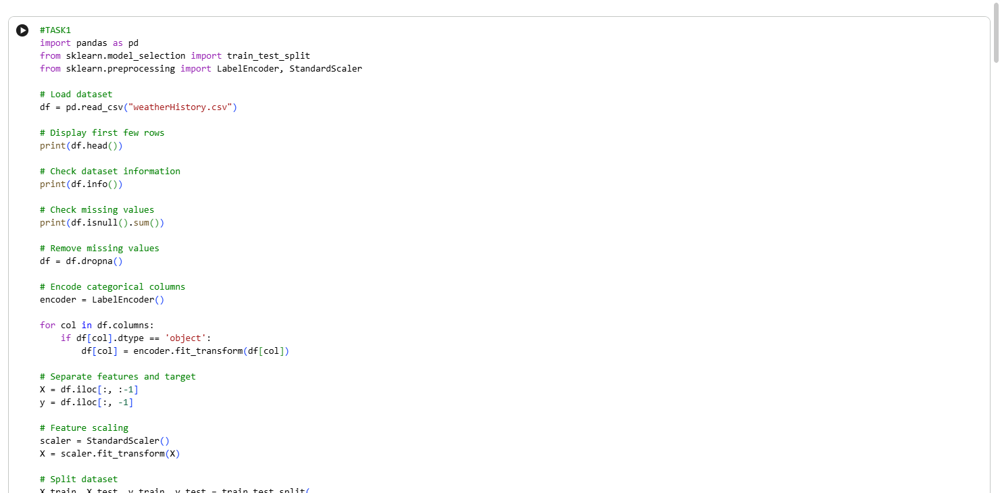 #TASK1
import pandas as pd
from sklearn.model_selection import train_test_split
from sklearn.preprocessing import LabelEncoder, StandardScaler
# Load dataset
df = pd.read_csv("weatherHistory.csv")
# Display first few rows
print(df.head())
# Check dataset information
print(df.info())
# Check missing values
print(df.isnull().sum())
# Remove missing values
df = df.dropna()
# Encode categorical columns
encoder = LabelEncoder()
for col in df.columns:
    if df[col].dtype == 'object':
        df[col] = encoder.fit_transform(df[col])
# Separate features and target
X = df.iloc[:, :-1]
y = df.iloc[:, -1]
# Feature scaling
scaler = StandardScaler()
X = scaler.fit_transform(X)
# Split dataset
X_train, X_test, y_train, y_test = train_test_split(